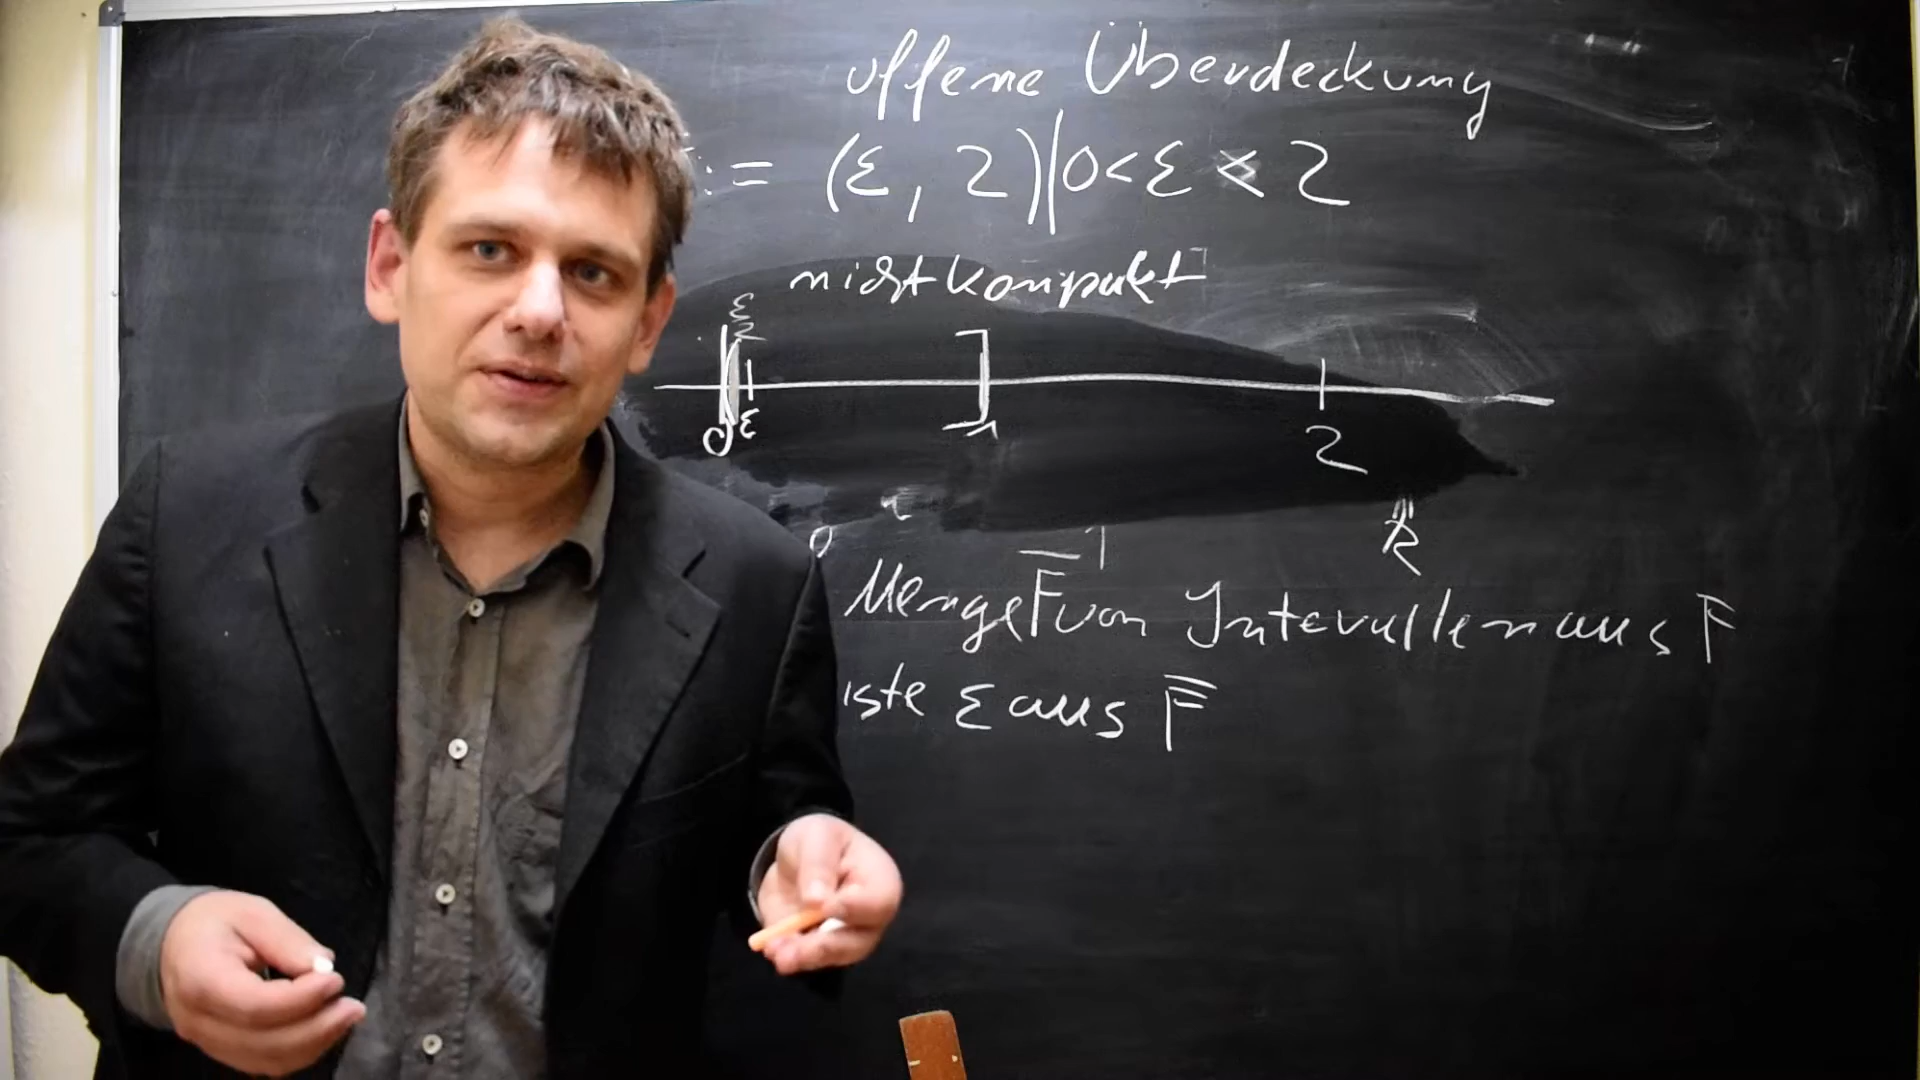 offene Überdeckung
:= (ε, 2)|0<ε<2
nicht kompakt
ε
2
0 ε 1 2
0 1 R
Menge F von Intervallen aus F
iste ε aus F